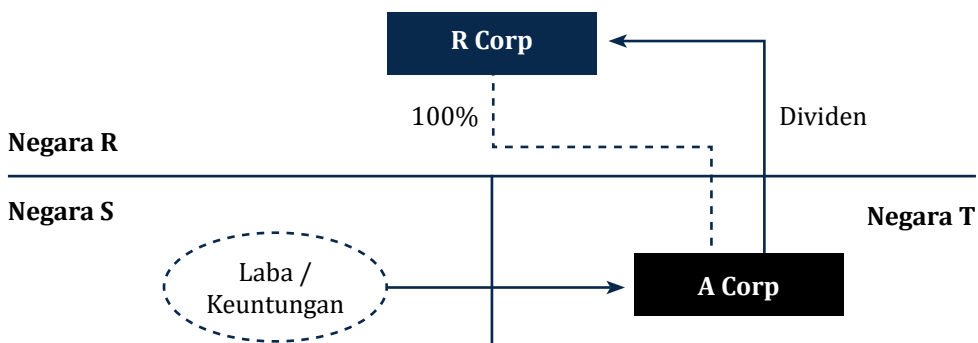 R Corp
100%
Dividen
Negara R
Negara S
Negara T
Laba /
Keuntungan
A Corp